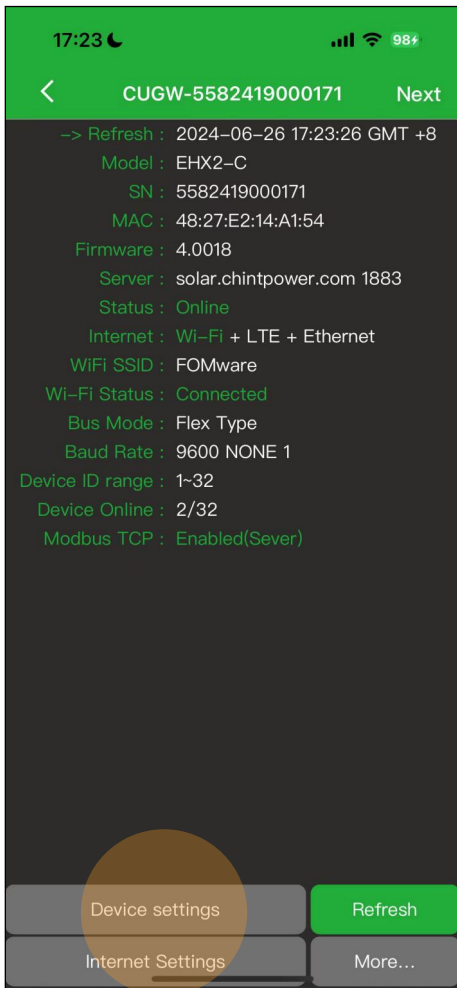 17:23 98
CUGW-5582419000171 Next
-> Refresh : 2024-06-26 17:23:26 GMT +8
Model : EHX2-C
SN : 5582419000171
MAC : 48:27:E2:14:A1:54
Firmware : 4.0018
Server : solar.chintpower.com 1883
Status : Online
Internet : Wi-Fi + LTE + Ethernet
WiFi SSID : FOMware
Wi-Fi Status : Connected
Bus Mode : Flex Type
Baud Rate : 9600 NONE 1
Device ID range : 1~32
Device Online : 2/32
Modbus TCP : Enabled(Sever)
Device settings Refresh
Internet Settings More...